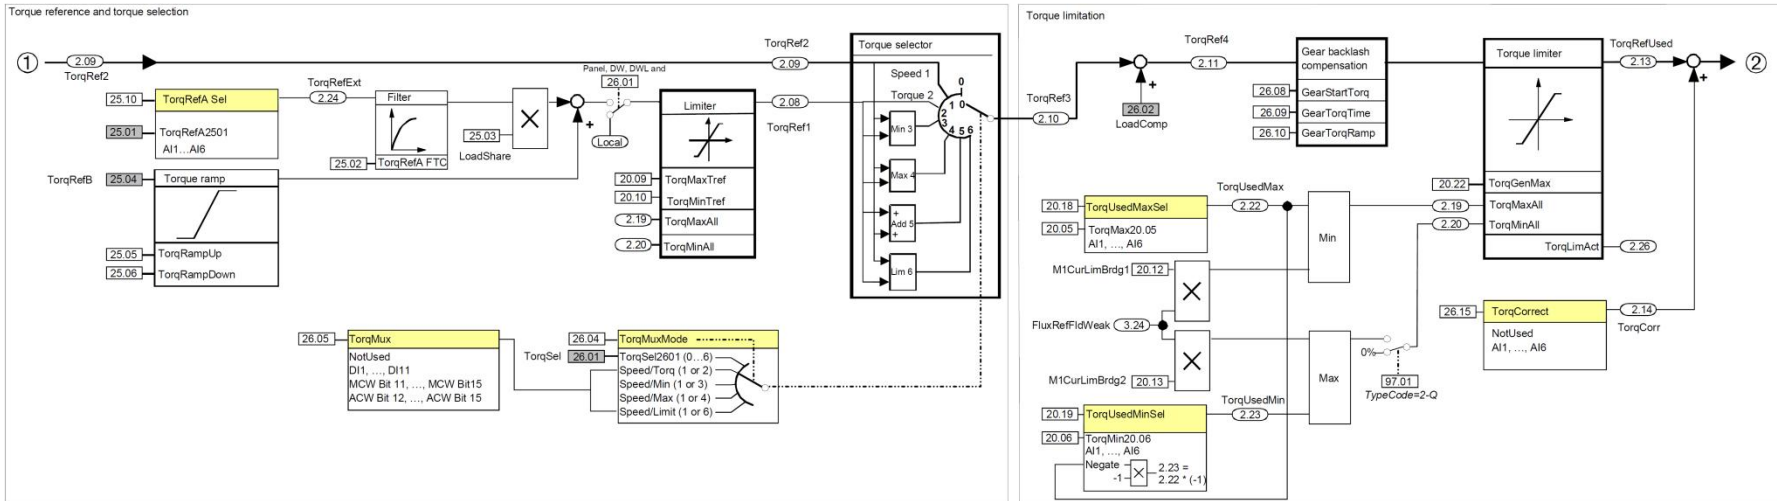 Torque reference and torque selection
1
2.09
TorqRef2
25.10
TorqRefA Sel
25.01
TorqRefA2501
AI1...AI6
TorqRefExt
2.24
Filter
25.02
TorqRefA FTC
25.03
LoadShare
+
Panel, DW, DWL and
26.01
Local
TorqRefB
25.04
Torque ramp
25.05
TorqRampUp
25.06
TorqRampDown
Limiter
20.09
TorqMaxTref
20.10
TorqMinTref
2.19
TorqMaxAll
2.20
TorqMinAll
TorqRef2
2.09
2.08
TorqRef1
Torque selector
Speed 1
Torque 2
0
0
1
2
3
4 5 6
Min 3
Max 4
+
Add 5
+
Lim 6
26.05
TorqMux
NotUsed
DI1, ..., DI11
MCW Bit 11, ..., MCW Bit15
ACW Bit 12, ..., ACW Bit 15
26.04
TorqMuxMode
TorqSel
26.01
TorqSel2601 (0...6)
Speed/Torq (1 or 2)
Speed/Min (1 or 3)
Speed/Max (1 or 4)
Speed/Limit (1 or 6)
Torque limitation
TorqRef3
2.10
+
26.02
LoadComp
TorqRef4
2.11
Gear backlash
compensation
26.08
GearStartTorq
26.09
GearTorqTime
26.10
GearTorqRamp
Torque limiter
20.22
TorqGenMax
2.19
TorqMaxAll
2.20
TorqMinAll
TorqLimAct
2.26
TorqRefUsed
2.13
+
2
20.18
TorqUsedMaxSel
20.05
TorqMax20.05
AI1, ..., AI6
TorqUsedMax
2.22
Min
M1CurLimBrdg1
20.12
FluxRefFldWeak
3.24
M1CurLimBrdg2
20.13
Max
0%
97.01
TypeCode=2-Q
26.15
TorqCorrect
NotUsed
AI1, ..., AI6
2.14
TorqCorr
20.19
TorqUsedMinSel
20.06
TorqMin20.06
AI1, ..., AI6
Negate
-1
2.23 =
2.22 * (-1)
TorqUsedMin
2.23